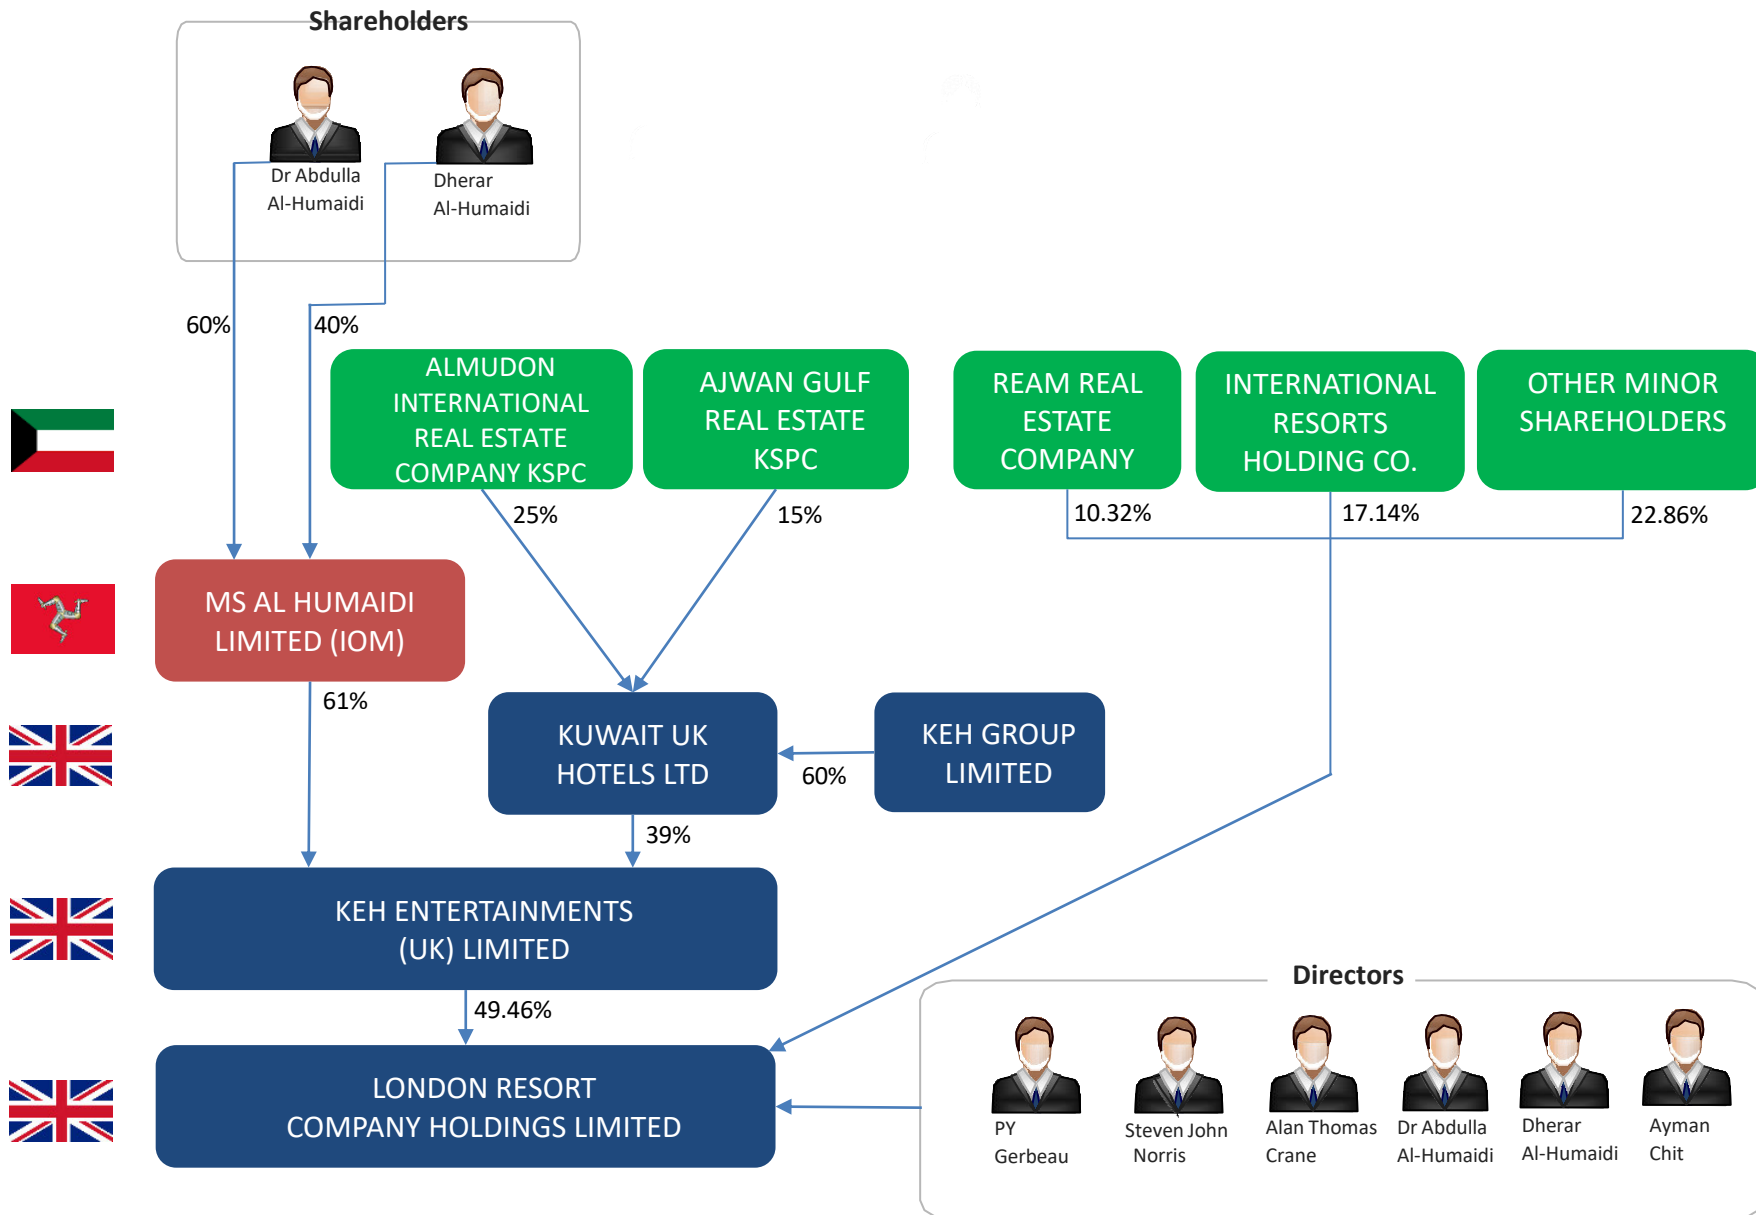 Shareholders
Dr Abdulla
Al-Humaidi
Dherar
Al-Humaidi
60%
40%
ALMUDON
INTERNATIONAL
REAL ESTATE
COMPANY KSPC
AJWAN GULF
REAL ESTATE
KSPC
REAM REAL
ESTATE
COMPANY
INTERNATIONAL
RESORTS
HOLDING CO.
OTHER MINOR
SHAREHOLDERS
25%
15%
10.32%
17.14%
22.86%
MS AL HUMAIDI
LIMITED (IOM)
61%
KUWAIT UK
HOTELS LTD
KEH GROUP
LIMITED
60%
39%
KEH ENTERTAINMENTS
(UK) LIMITED
49.46%
LONDON RESORT
COMPANY HOLDINGS LIMITED
Directors
PY
Gerbeau
Steven John
Norris
Alan Thomas
Crane
Dr Abdulla
Al-Humaidi
Dherar
Al-Humaidi
Ayman
Chit